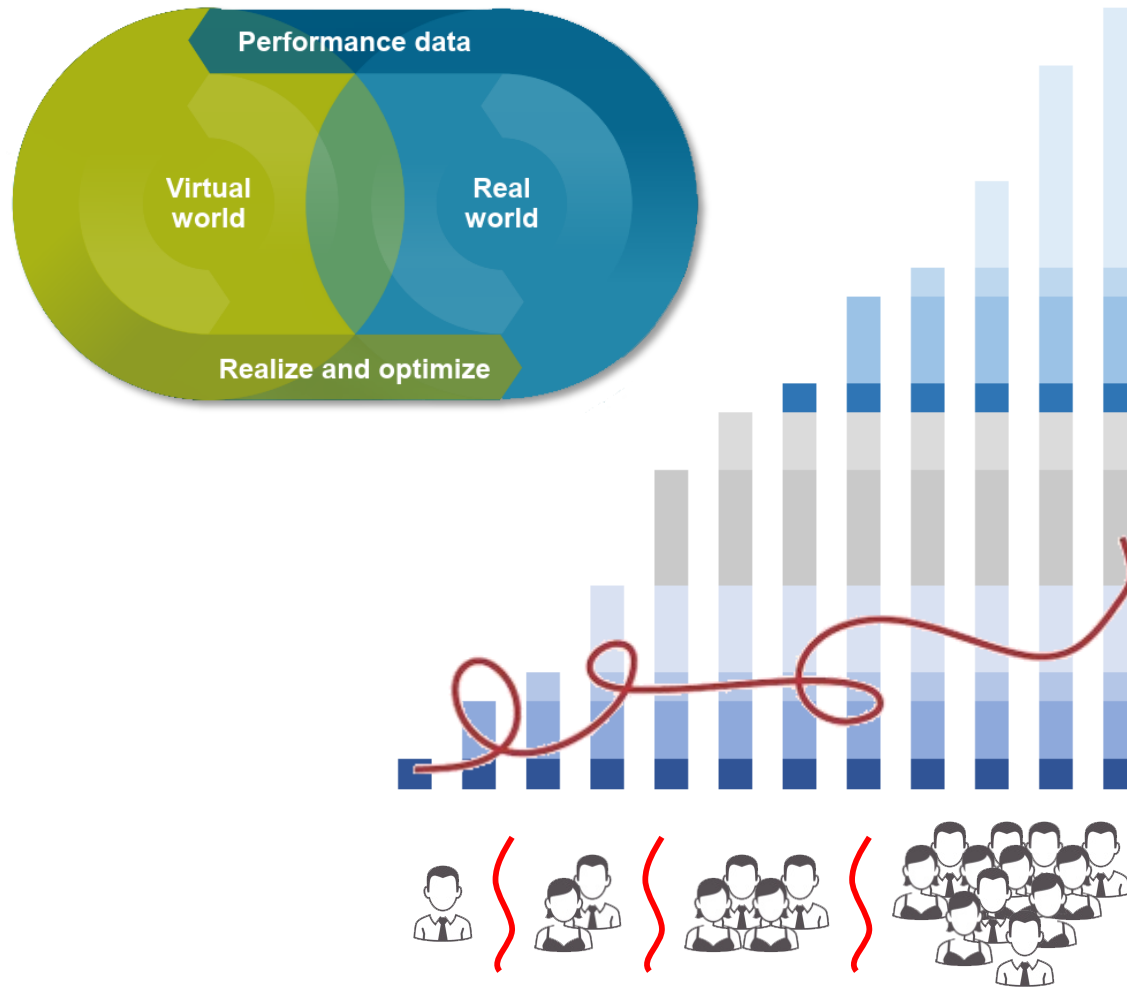 Performance data
Virtual
world
Real
world
Realize and optimize